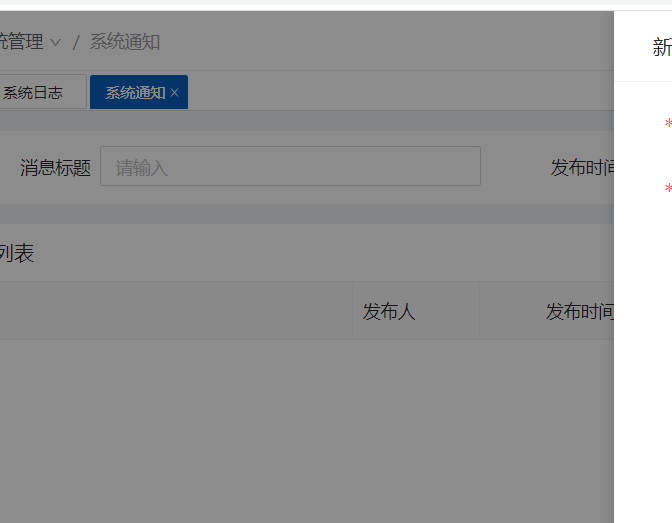 统管理 / 系统通知
新
系统日志 系统通知 ×
*
消息标题 请输入 发布时间
*
列表
发布人 发布时间